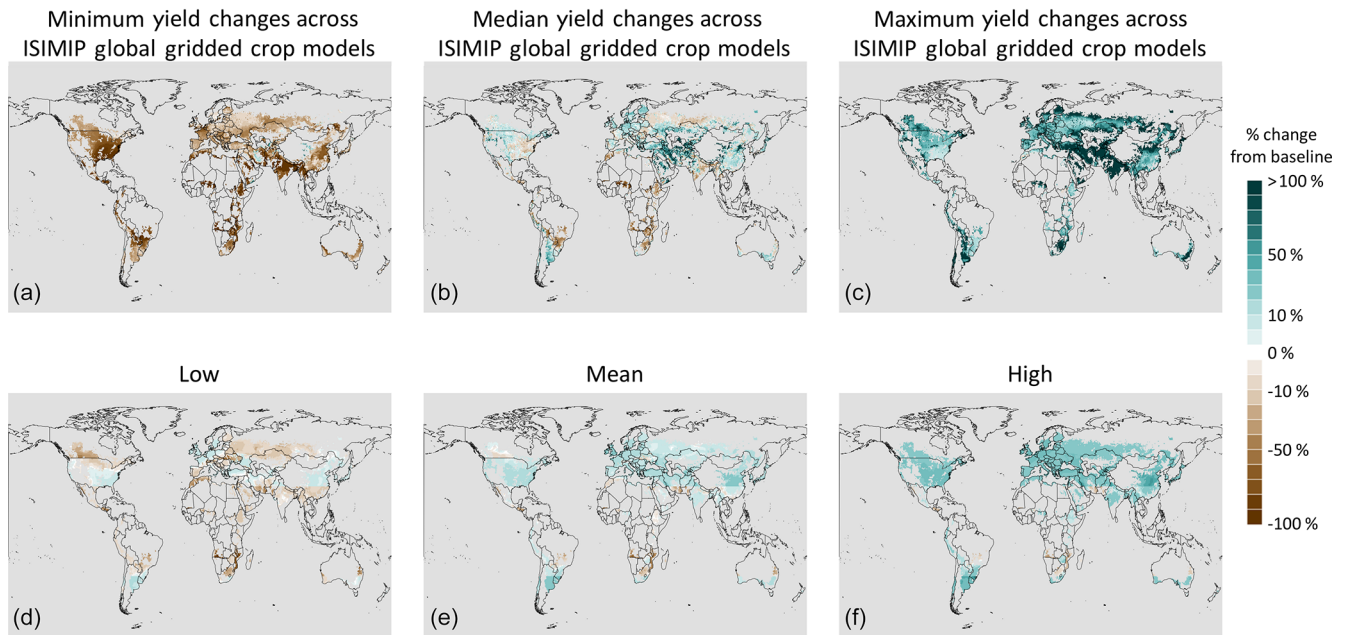 Minimum yield changes across
ISIMIP global gridded crop models
Median yield changes across
ISIMIP global gridded crop models
Maximum yield changes across
ISIMIP global gridded crop models
(a)
(b)
(c)
% change
from baseline
>100 %
50 %
10 %
0 %
-10 %
-50 %
-100 %
Low
Mean
High
(d)
(e)
(f)